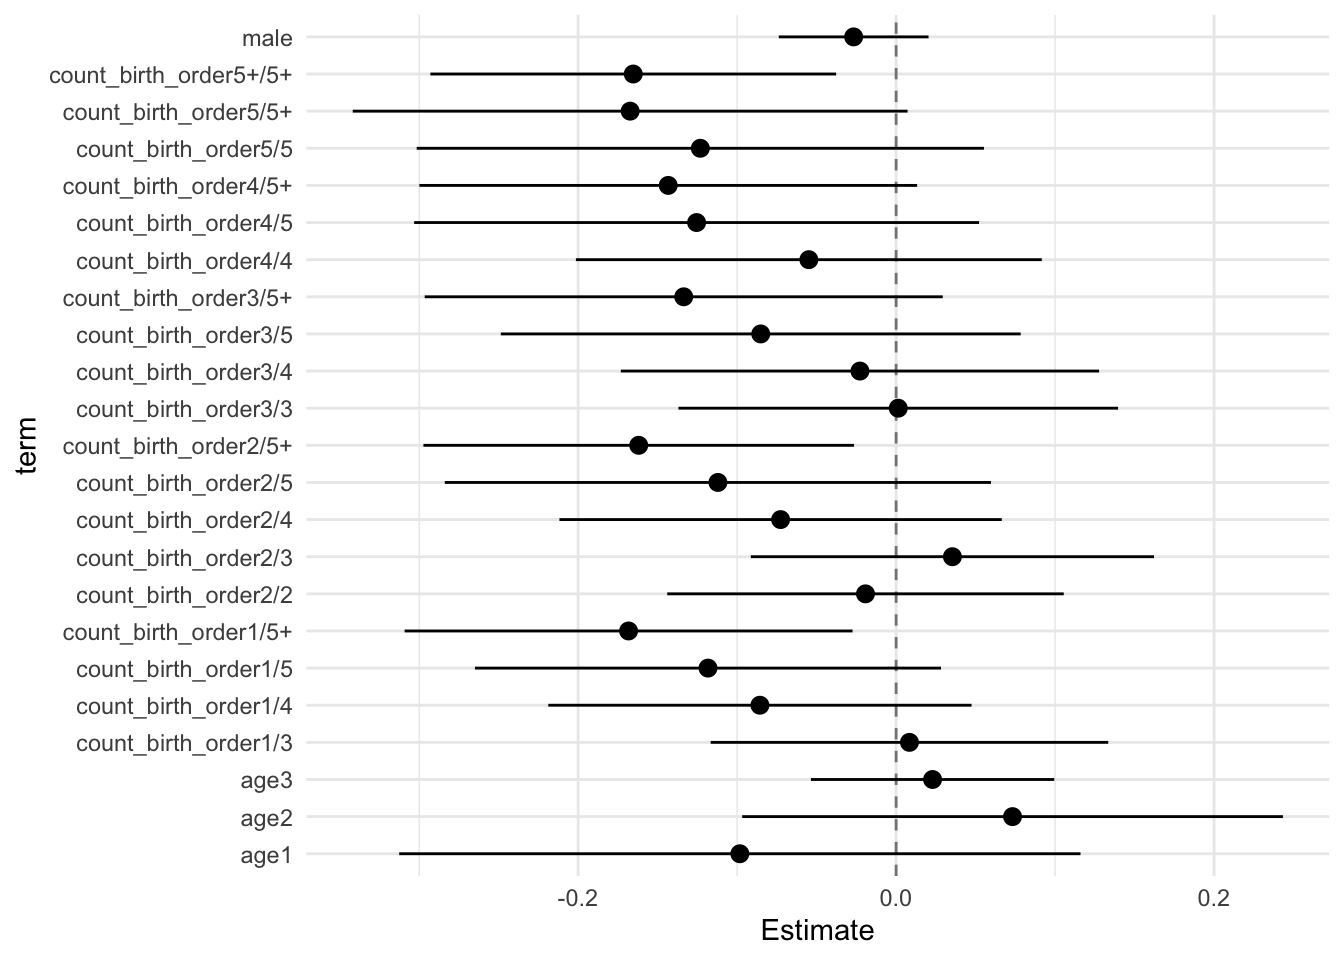 male
count_birth_order5+/5+
count_birth_order5/5+
count_birth_order5/5
count_birth_order4/5+
count_birth_order4/5
count_birth_order4/4
count_birth_order3/5+
count_birth_order3/5
count_birth_order3/4
count_birth_order3/3
count_birth_order2/5+
count_birth_order2/5
count_birth_order2/4
count_birth_order2/3
count_birth_order2/2
count_birth_order1/5+
count_birth_order1/5
count_birth_order1/4
count_birth_order1/3
age3
age2
age1
term
-0.2 0.0 0.2
Estimate